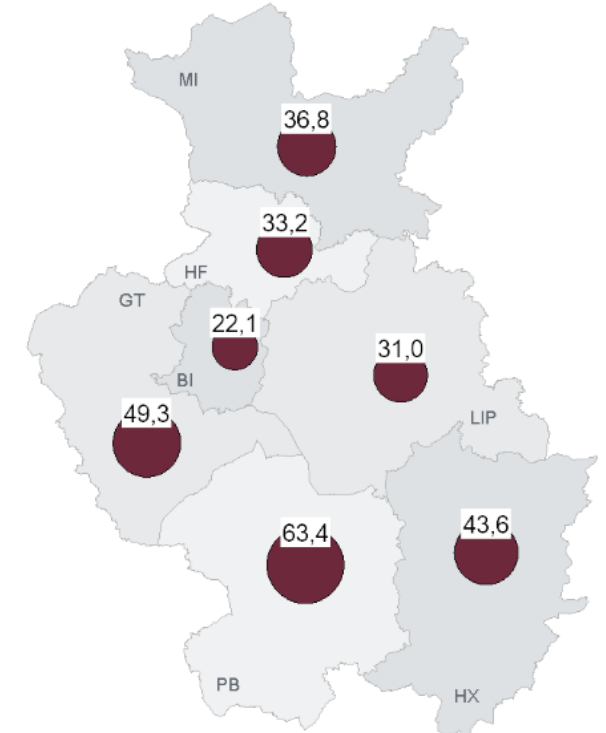 MI
36,8
33,2
HF
GT
22,1
31,0
BI
49,3
LIP
63,4
43,6
PB
HX